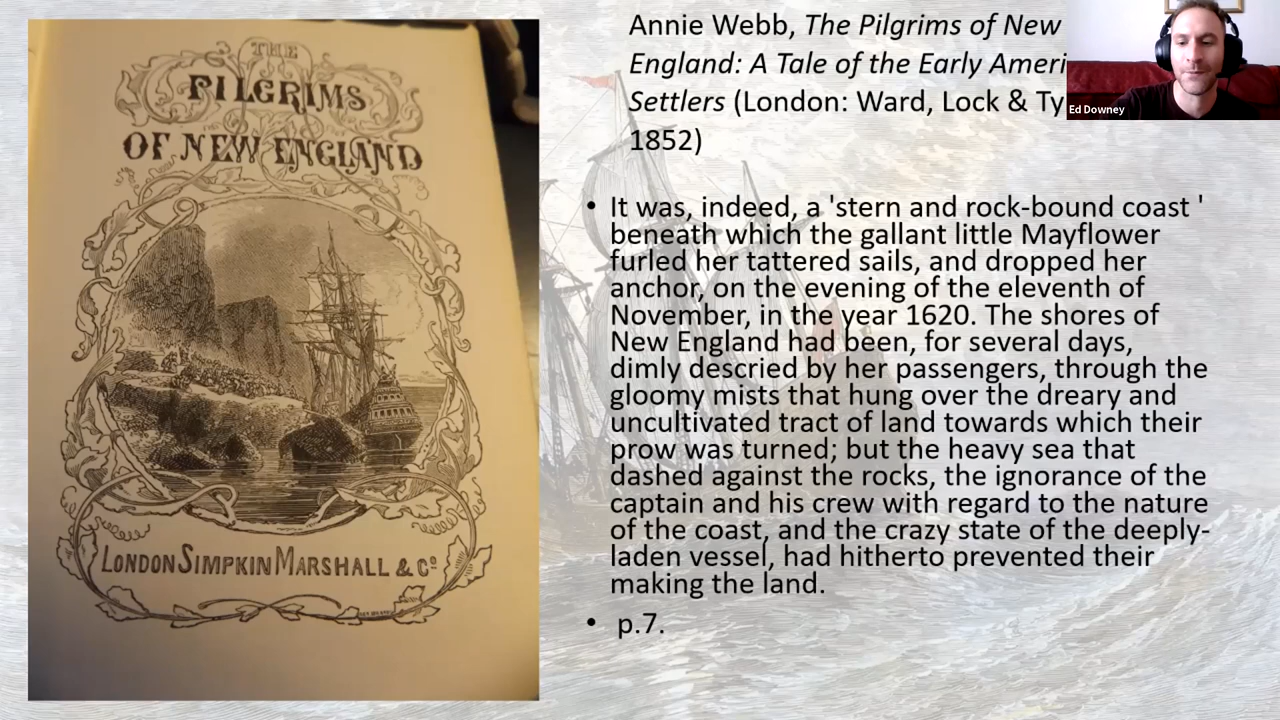 THE
PILGRIMS
OF NEW ENGLAND
LONDON SIMPKIN MARSHALL & Cº
Annie Webb, The Pilgrims of New
England: A Tale of the Early Ameri
Settlers (London: Ward, Lock & Ty
1852)
Ed Downey
• It was, indeed, a 'stern and rock-bound coast '
beneath which the gallant little Mayflower
furled her tattered sails, and dropped her
anchor, on the evening of the eleventh of
November, in the year 1620. The shores of
New England had been, for several days,
dimly descried by her passengers, through the
gloomy mists that hung over the dreary and
uncultivated tract of land towards which their
prow was turned; but the heavy sea that
dashed against the rocks, the ignorance of the
captain and his crew with regard to the nature
of the coast, and the crazy state of the deeply-
laden vessel, had hitherto prevented their
making the land.
• p.7.